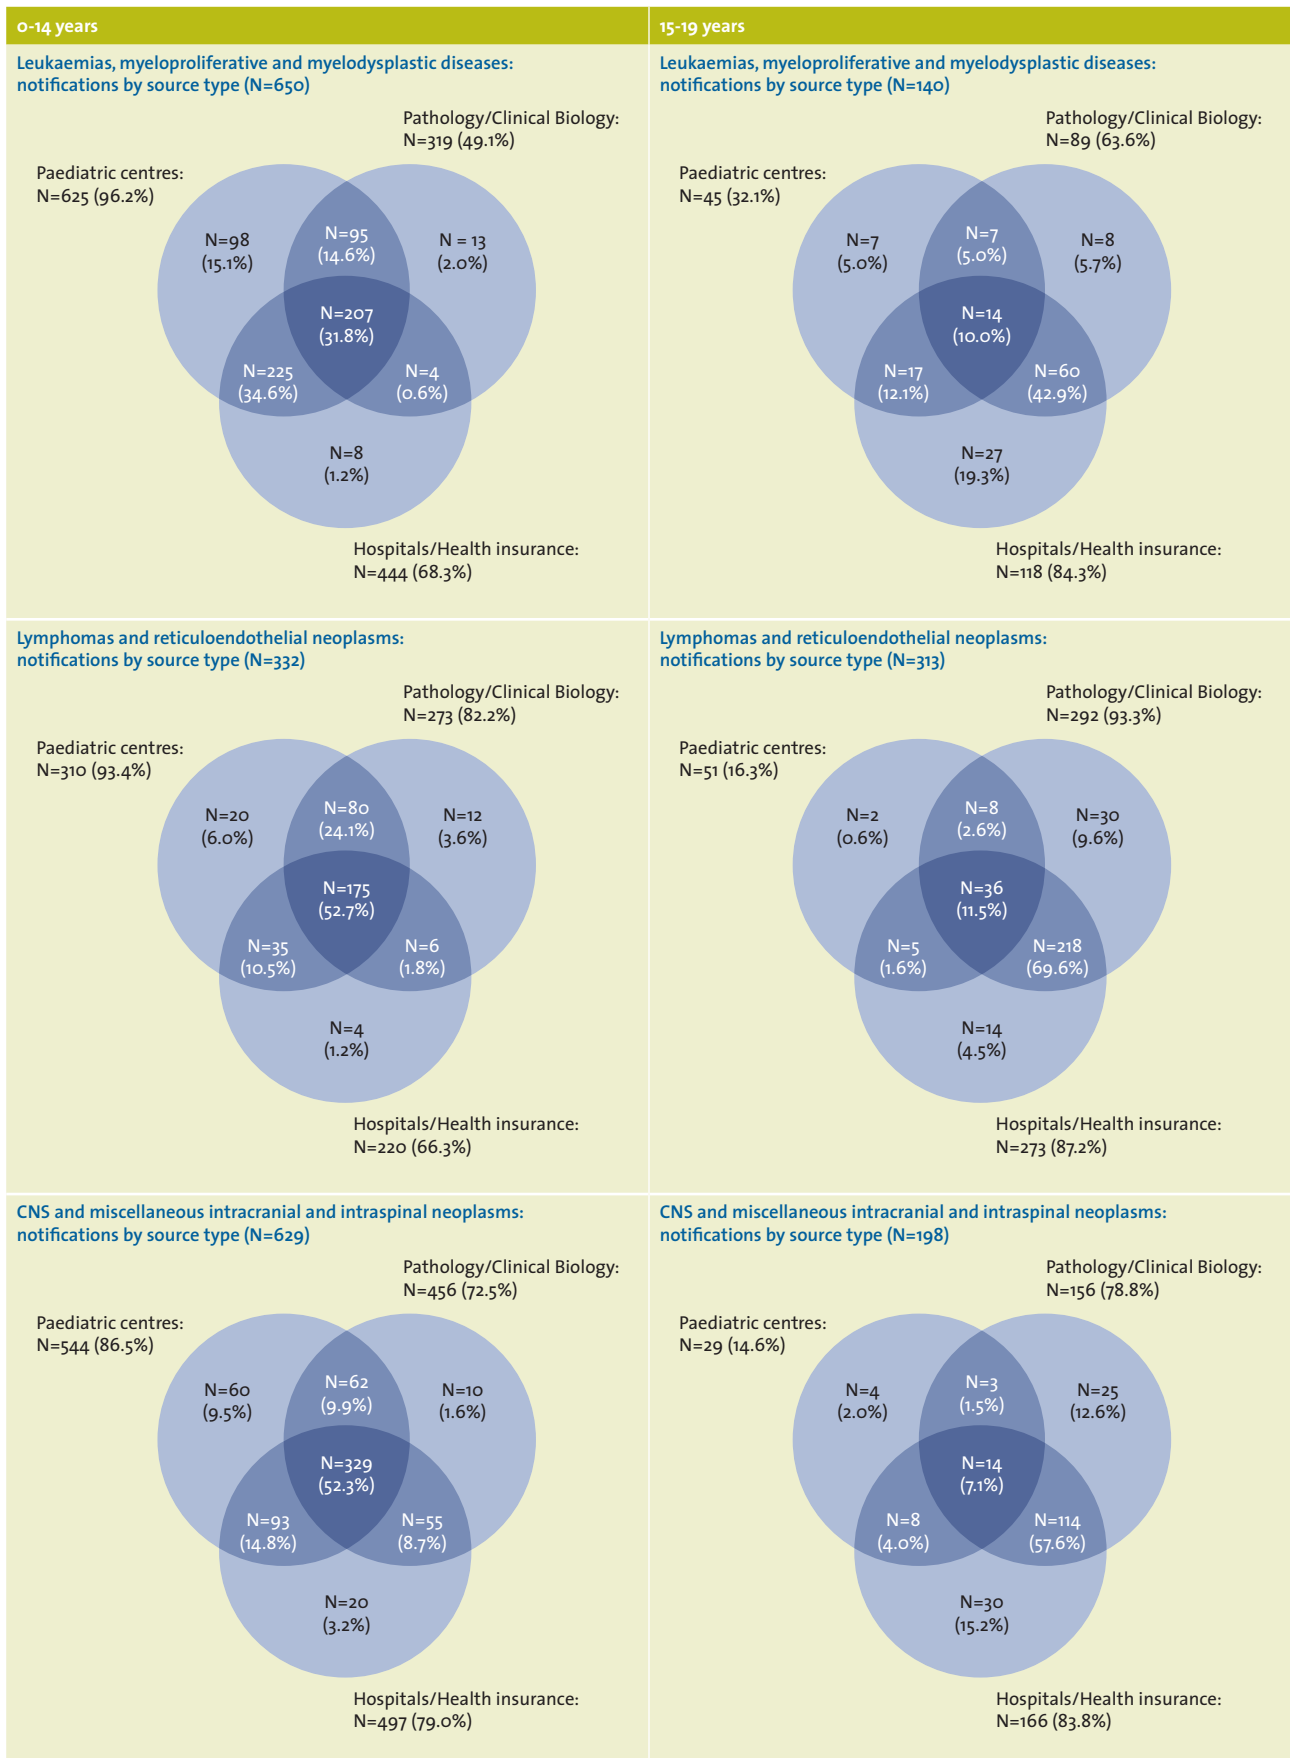 0-14 years
15-19 years
Leukaemias, myeloproliferative and myelodysplastic diseases:
notifications by source type (N=650)
Pathology/Clinical Biology:
N=319 (49.1%)
Paediatric centres:
N=625 (96.2%)
N=98
(15.1%)
N=95
(14.6%)
N = 13
(2.0%)
N=207
(31.8%)
N=225
(34.6%)
N=4
(0.6%)
N=8
(1.2%)
Hospitals/Health insurance:
N=444 (68.3%)
Leukaemias, myeloproliferative and myelodysplastic diseases:
notifications by source type (N=140)
Pathology/Clinical Biology:
N=89 (63.6%)
Paediatric centres:
N=45 (32.1%)
N=7
(5.0%)
N=7
(5.0%)
N=8
(5.7%)
N=14
(10.0%)
N=17
(12.1%)
N=60
(42.9%)
N=27
(19.3%)
Hospitals/Health insurance:
N=118 (84.3%)
Lymphomas and reticuloendothelial neoplasms:
notifications by source type (N=332)
Pathology/Clinical Biology:
N=273 (82.2%)
Paediatric centres:
N=310 (93.4%)
N=20
(6.0%)
N=80
(24.1%)
N=12
(3.6%)
N=175
(52.7%)
N=35
(10.5%)
N=6
(1.8%)
N=4
(1.2%)
Hospitals/Health insurance:
N=220 (66.3%)
Lymphomas and reticuloendothelial neoplasms:
notifications by source type (N=313)
Pathology/Clinical Biology:
N=292 (93.3%)
Paediatric centres:
N=51 (16.3%)
N=2
(0.6%)
N=8
(2.6%)
N=30
(9.6%)
N=36
(11.5%)
N=5
(1.6%)
N=218
(69.6%)
N=14
(4.5%)
Hospitals/Health insurance:
N=273 (87.2%)
CNS and miscellaneous intracranial and intraspinal neoplasms:
notifications by source type (N=629)
Pathology/Clinical Biology:
N=456 (72.5%)
Paediatric centres:
N=544 (86.5%)
N=60
(9.5%)
N=62
(9.9%)
N=10
(1.6%)
N=329
(52.3%)
N=93
(14.8%)
N=55
(8.7%)
N=20
(3.2%)
Hospitals/Health insurance:
N=497 (79.0%)
CNS and miscellaneous intracranial and intraspinal neoplasms:
notifications by source type (N=198)
Pathology/Clinical Biology:
N=156 (78.8%)
Paediatric centres:
N=29 (14.6%)
N=4
(2.0%)
N=3
(1.5%)
N=25
(12.6%)
N=14
(7.1%)
N=8
(4.0%)
N=114
(57.6%)
N=30
(15.2%)
Hospitals/Health insurance:
N=166 (83.8%)